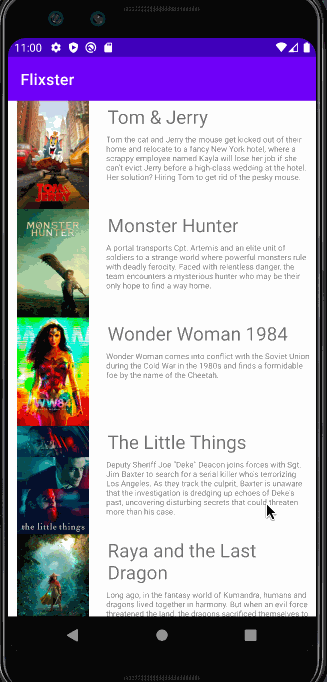 11:00
Flixster
TOM & JERRY
Tom & Jerry
Tom the cat and Jerry the mouse get kicked out of their
home and relocate to a fancy New York hotel, where a
scrappy employee named Kayla will lose her job if she
can't evict Jerry before a high-class wedding at the hotel.
Her solution? Hiring Tom to get rid of the pesky mouse.
MONSTER
HUNTER
Monster Hunter
A portal transports Cpt. Artemis and an elite unit of
soldiers to a strange world where powerful monsters rule
with deadly ferocity. Faced with relentless danger, the
team encounters a mysterious hunter who may be their
only hope to find a way home.
WW84
Wonder Woman 1984
Wonder Woman comes into conflict with the Soviet Union
during the Cold War in the 1980s and finds a formidable
foe by the name of the Cheetah.
the little things
The Little Things
Deputy Sheriff Joe "Deke" Deacon joins forces with Sgt.
Jim Baxter to search for a serial killer who's terrorizing
Los Angeles. As they track the culprit, Baxter is unaware
that the investigation is dredging up echoes of Deke's
past, uncovering disturbing secrets that could threaten
more than his case.
Raya and the Last
Dragon
Long ago, in the fantasy world of Kumandra, humans and
dragons lived together in harmony. But when an evil force
threatened the land, the dragons sacrificed themselves to